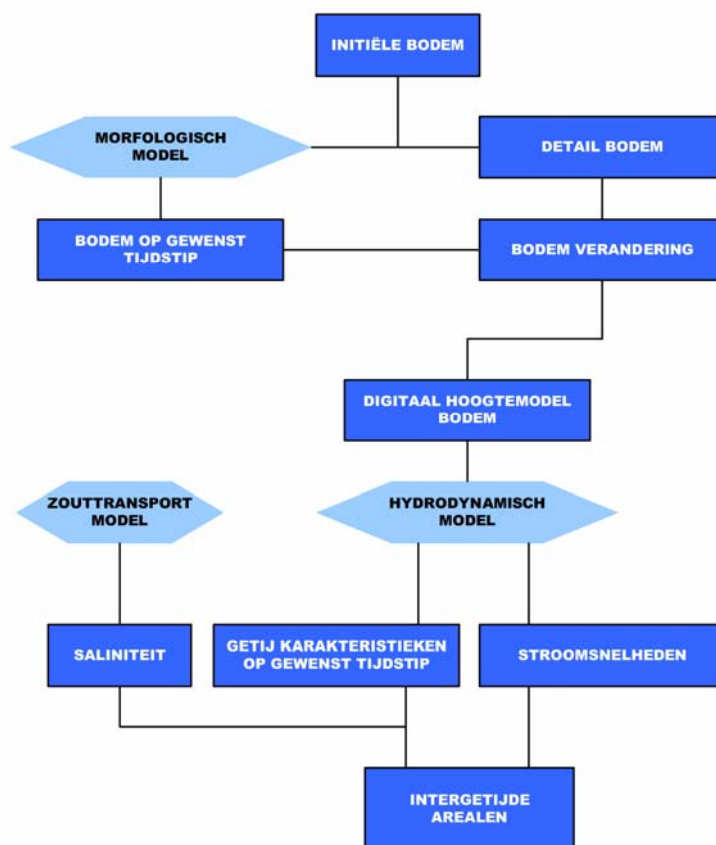 INITIËLE BODEM
MORFOLOGISCH
MODEL
DETAIL BODEM
BODEM OP GEWENST
TIJDSTIP
BODEM VERANDERING
DIGITAAL HOOGTEMODEL
BODEM
ZOUTTRANSPORT
MODEL
HYDRODYNAMISCH
MODEL
SALINITEIT
GETIJ KARAKTERISTIEKEN
OP GEWENST TIJDSTIP
STROOMSNELHEDEN
INTERGETIJDE
AREALEN